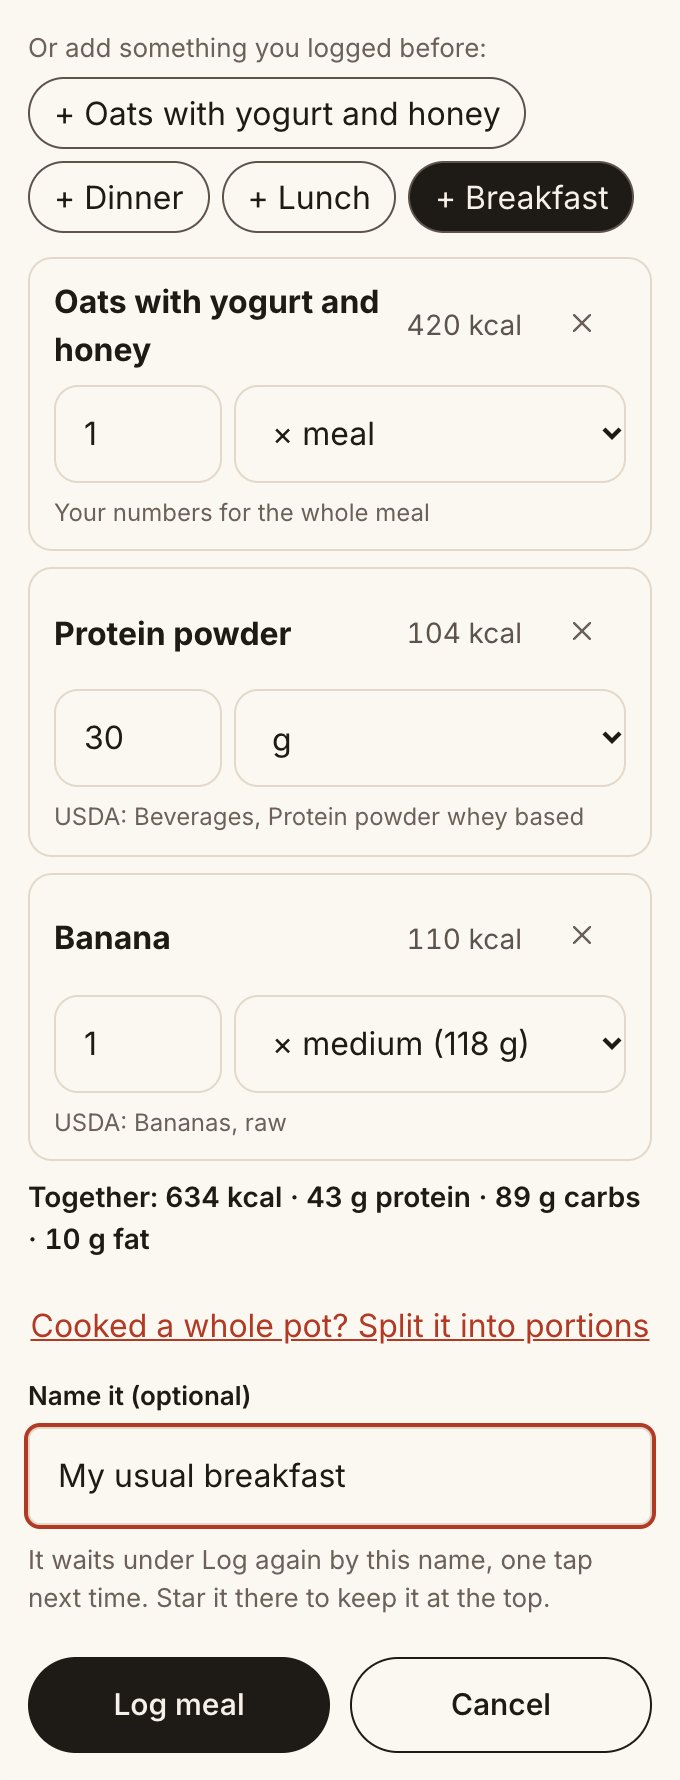 Or add something you logged before:
+ Oats with yogurt and honey
+ Dinner + Lunch + Breakfast
Oats with yogurt and
honey
420 kcal ×
1 × meal
Your numbers for the whole meal
Protein powder 104 kcal ×
30 g
USDA: Beverages, Protein powder whey based
Banana 110 kcal ×
1 × medium (118 g)
USDA: Bananas, raw
Together: 634 kcal · 43 g protein · 89 g carbs
· 10 g fat
Cooked a whole pot? Split it into portions
Name it (optional)
My usual breakfast
It waits under Log again by this name, one tap
next time. Star it there to keep it at the top.
Log meal Cancel